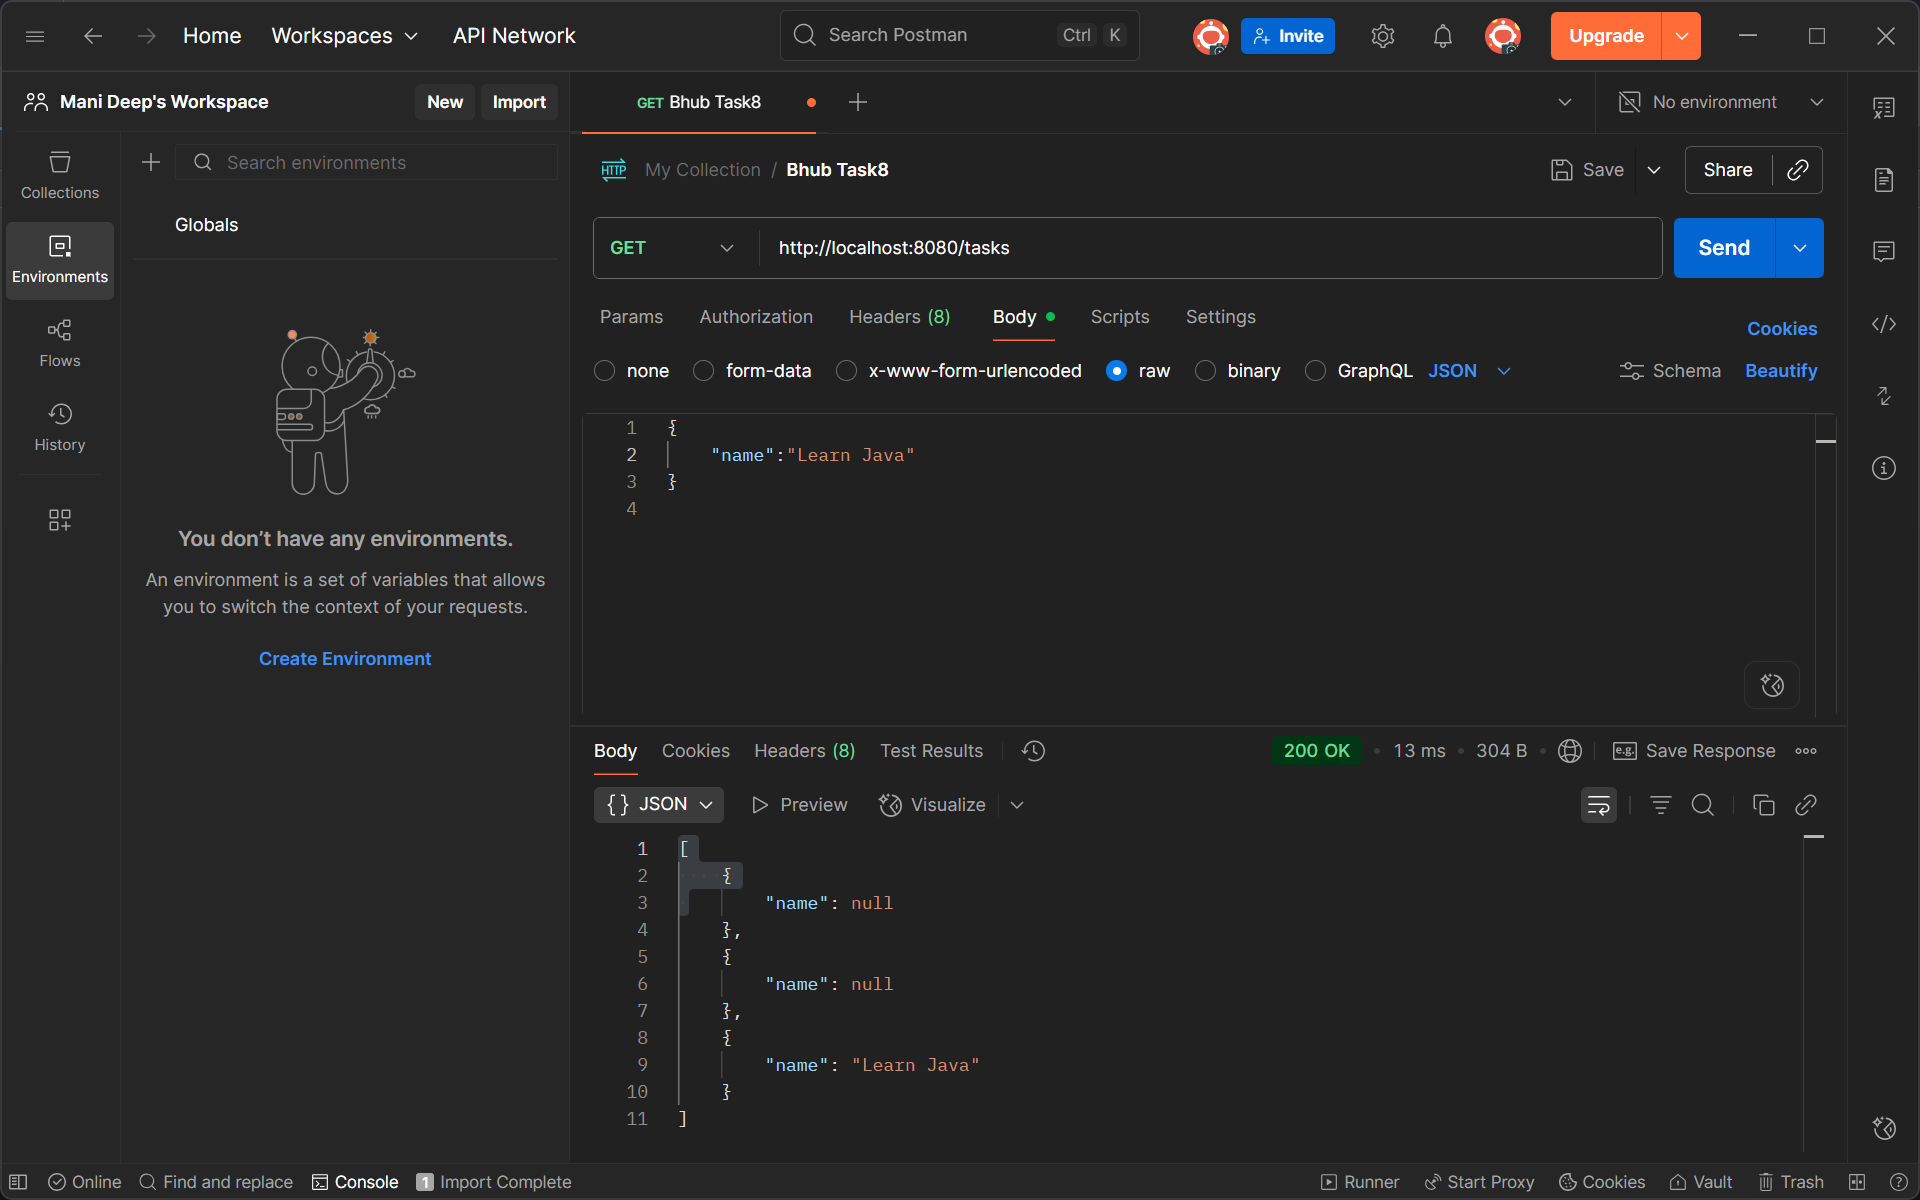 Home Workspaces API Network Search Postman Ctrl K Invite Upgrade
Mani Deep's Workspace New Import GET Bhub Task8 No environment
Collections
Search environments
Globals
Environments
Flows
History
You don’t have any environments.
An environment is a set of variables that allows
you to switch the context of your requests.
Create Environment
HTTP My Collection / Bhub Task8 Save Share
GET http://localhost:8080/tasks Send
Params Authorization Headers (8) Body Scripts Settings Cookies
none form-data x-www-form-urlencoded raw binary GraphQL JSON Schema Beautify
1 {
2 "name":"Learn Java"
3 }
4
Body Cookies Headers (8) Test Results 200 OK 13 ms 304 B e.g. Save Response
{} JSON Preview Visualize
1 [
2 {
3 "name": null
4 },
5 {
6 "name": null
7 },
8 {
9 "name": "Learn Java"
10 }
11 ]
Online Find and replace Console 1 Import Complete Runner Start Proxy Cookies Vault Trash